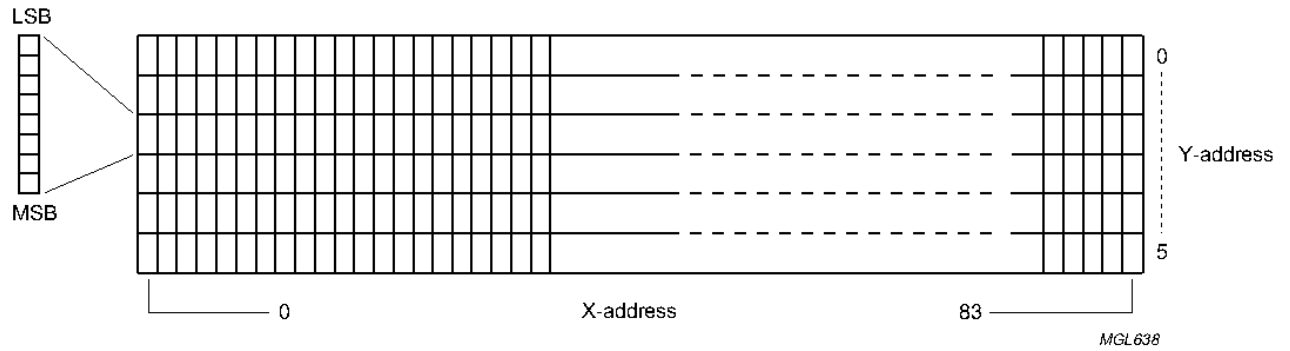 LSB
MSB
0
Y-address
5
0
X-address
83
MGL638